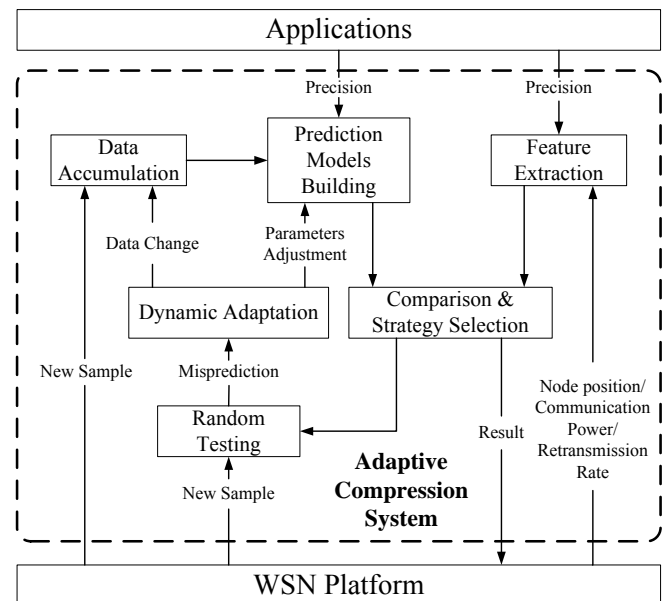 Applications
Precision
Precision
Data
Accumulation
Prediction
Models
Building
Feature
Extraction
Data Change
Parameters
Adjustment
Dynamic Adaptation
Comparison &
Strategy Selection
New Sample
Misprediction
Random
Testing
Result
Node position/
Communication
Power/
Retransmission
Rate
New Sample
Adaptive
Compression
System
WSN Platform